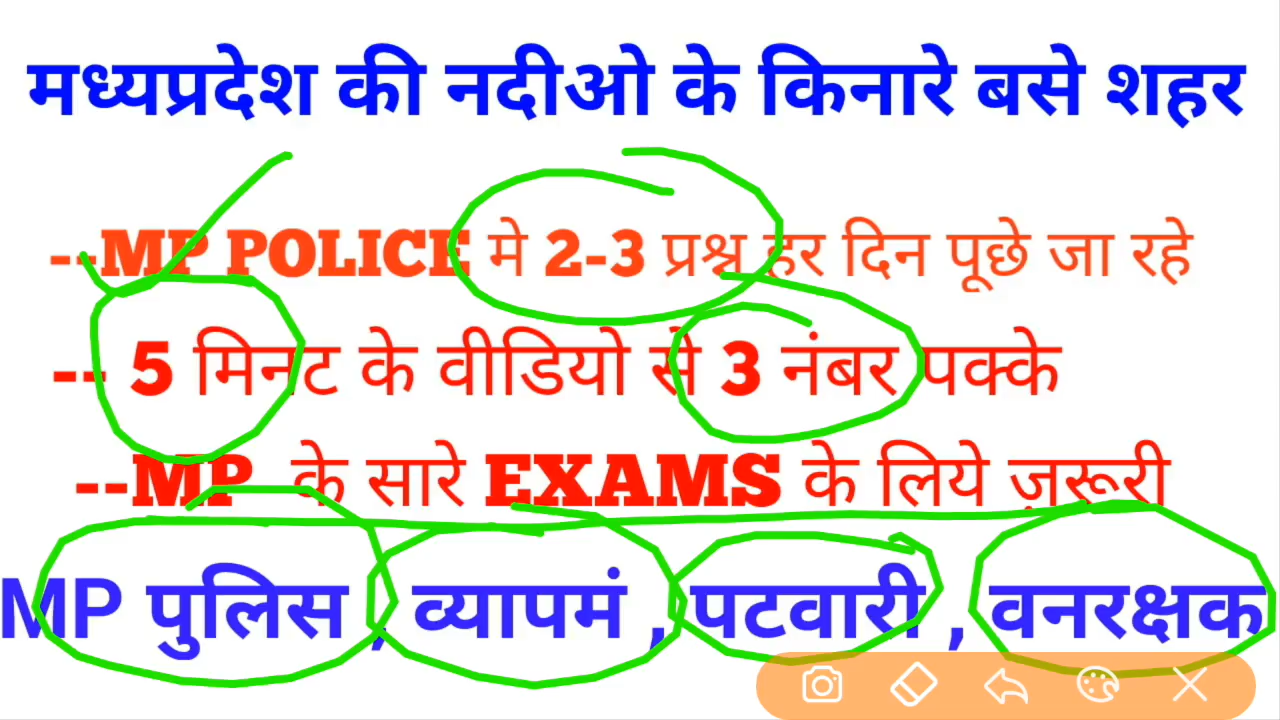 मध्यप्रदेश की नदीओ के किनारे बसे शहर
--MP POLICE मे 2-3 प्रश्न हर दिन पूछे जा रहे
-- 5 मिनट के वीडियो से 3 नंबर पक्के
--MP के सारे EXAMS के लिये ज़रूरी
MP पुलिस , व्यापमं , पटवारी , वनरक्षक